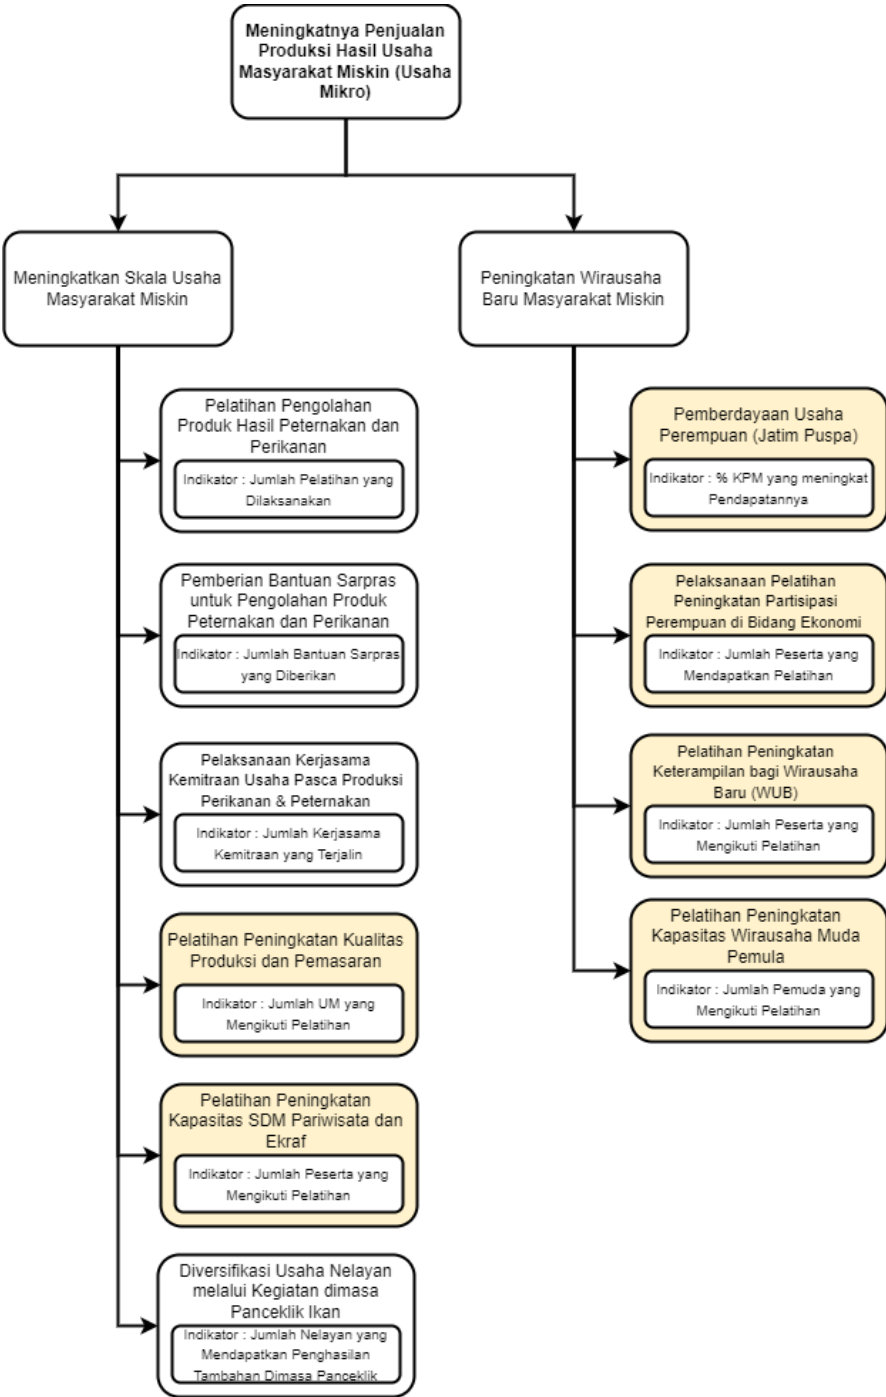 Meningkatnya Penjualan
Produksi Hasil Usaha
Masyarakat Miskin (Usaha
Mikro)
Meningkatkan Skala Usaha
Masyarakat Miskin
Peningkatan Wirausaha
Baru Masyarakat Miskin
Pelatihan Pengolahan
Produk Hasil Peternakan dan
Perikanan
Indikator : Jumlah Pelatihan yang
Dilaksanakan
Pemberian Bantuan Sarpras
untuk Pengolahan Produk
Peternakan dan Perikanan
Indikator : Jumlah Bantuan Sarpras
yang Diberikan
Pelaksanaan Kerjasama
Kemitraan Usaha Pasca Produksi
Perikanan & Peternakan
Indikator : Jumlah Kerjasama
Kemitraan yang Terjalin
Pelatihan Peningkatan Kualitas
Produksi dan Pemasaran
Indikator : Jumlah UM yang
Mengikuti Pelatihan
Pelatihan Peningkatan
Kapasitas SDM Pariwisata dan
Ekraf
Indikator : Jumlah Peserta yang
Mengikuti Pelatihan
Diversifikasi Usaha Nelayan
melalui Kegiatan dimasa
Panceklik Ikan
Indikator : Jumlah Nelayan yang
Mendapatkan Penghasilan
Tambahan Dimasa Panceklik
Pemberdayaan Usaha
Perempuan (Jatim Puspa)
Indikator : % KPM yang meningkat
Pendapatannya
Pelaksanaan Pelatihan
Peningkatan Partisipasi
Perempuan di Bidang Ekonomi
Indikator : Jumlah Peserta yang
Mendapatkan Pelatihan
Pelatihan Peningkatan
Keterampilan bagi Wirausaha
Baru (WUB)
Indikator : Jumlah Peserta yang
Mengikuti Pelatihan
Pelatihan Peningkatan
Kapasitas Wirausaha Muda
Pemula
Indikator : Jumlah Pemuda yang
Mengikuti Pelatihan